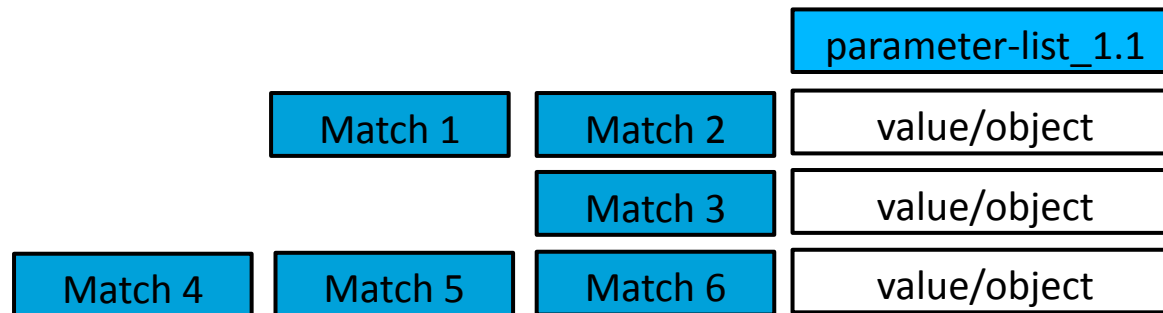 parameter-list_1.1
Match 1 Match 2 value/object
Match 3 value/object
Match 4 Match 5 Match 6 value/object